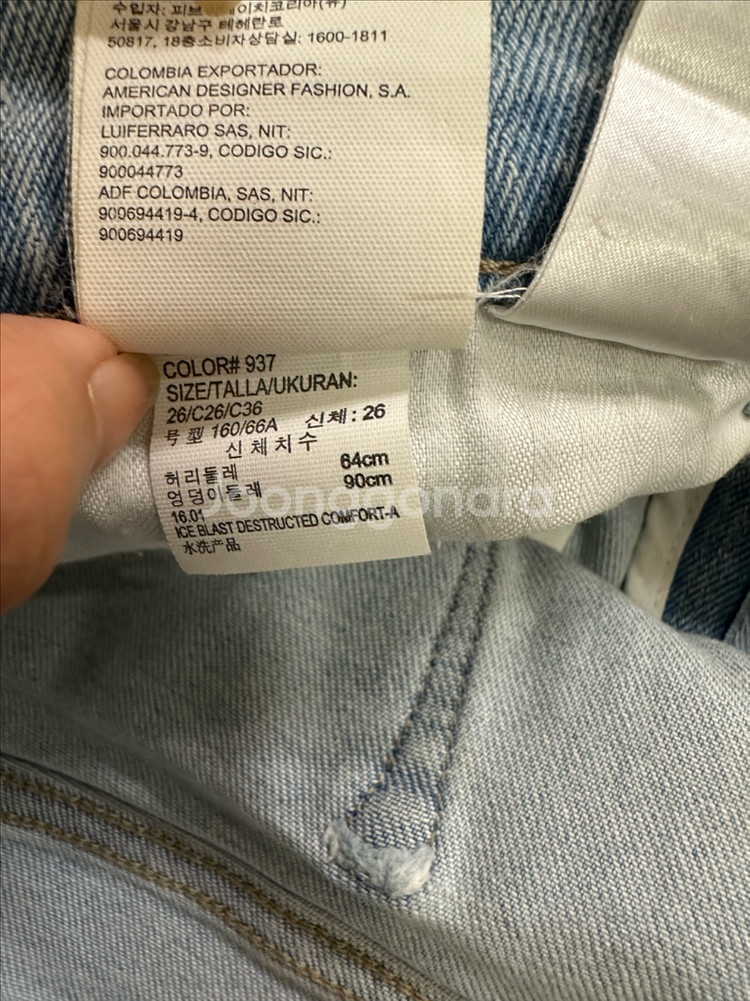 수입자: 피브 이치코리아(유)
서울시 강남구 테헤란로
50817, 18층소비자상담실: 1600-1811
COLOMBIA EXPORTADOR:
AMERICAN DESIGNER FASHION, S.A.
IMPORTADO POR:
LUIFERRARO SAS, NIT:
900.044.773-9, CODIGO SIC.:
900044773
ADF COLOMBIA, SAS, NIT:
900694419-4, CODIGO SIC.:
900694419
COLOR# 937
SIZE/TALLA/UKURAN:
26/C26/C36
号型 160/66A 신체: 26
신체치수
허리둘레 64cm
엉덩이둘레 90cm
16.01
ICE BLAST DESTRUCTED COMFORT-A
水洗产品